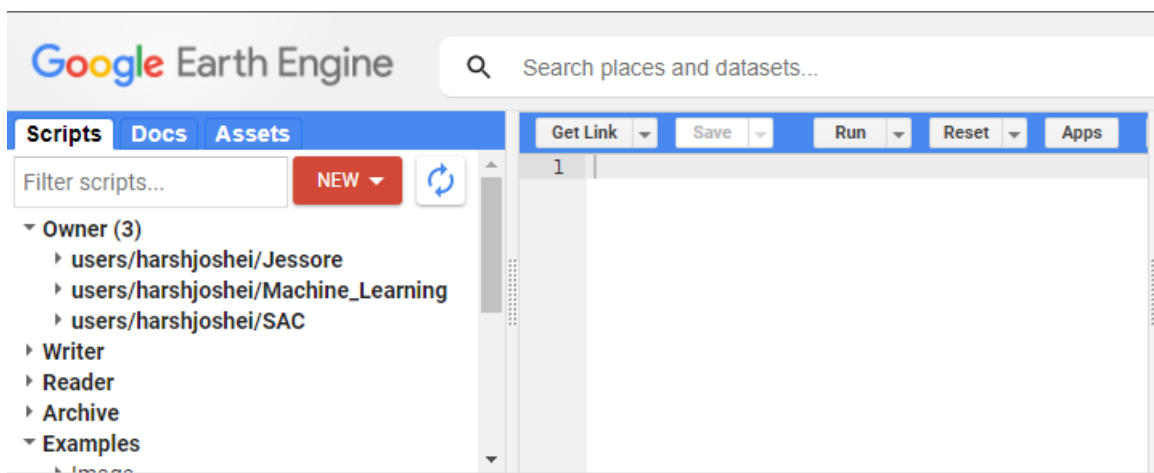 Google Earth Engine
Search places and datasets...
Scripts Docs Assets
Get Link Save Run Reset Apps
Filter scripts... NEW
1
Owner (3)
users/harshjoshei/Jessore
users/harshjoshei/Machine_Learning
users/harshjoshei/SAC
Writer
Reader
Archive
Examples